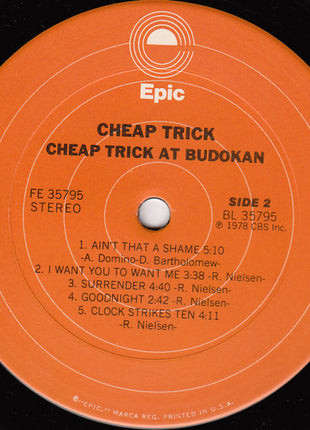 Epic
CHEAP TRICK
CHEAP TRICK AT BUDOKAN
FE 35795
STEREO
SIDE 2
BL 35795
℗ 1978 CBS Inc.
1. AIN'T THAT A SHAME 5:10
-A. Domino-D. Bartholomew-
2. I WANT YOU TO WANT ME 3:38 -R. Nielsen-
3. SURRENDER 4:40 -R. Nielsen-
4. GOODNIGHT 2:42 -R. Nielsen-
5. CLOCK STRIKES TEN 4:11
-R. Nielsen-
©"EPIC," MARCA REG. PRINTED IN U.S.A.